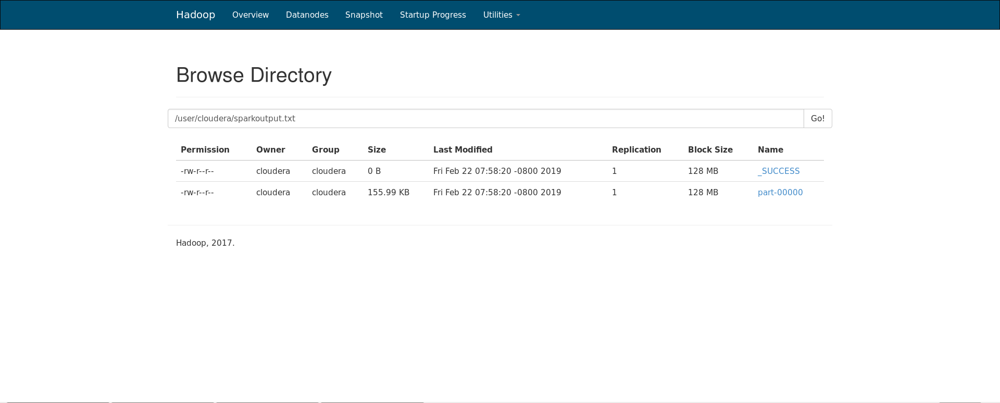 Hadoop Overview Datanodes Snapshot Startup Progress Utilities
Browse Directory
/user/cloudera/sparkoutput.txt Go!
Permission Owner Group Size Last Modified Replication Block Size Name
-rw-r--r-- cloudera cloudera 0 B Fri Feb 22 07:58:20 -0800 2019 1 128 MB _SUCCESS
-rw-r--r-- cloudera cloudera 155.99 KB Fri Feb 22 07:58:20 -0800 2019 1 128 MB part-00000
Hadoop, 2017.